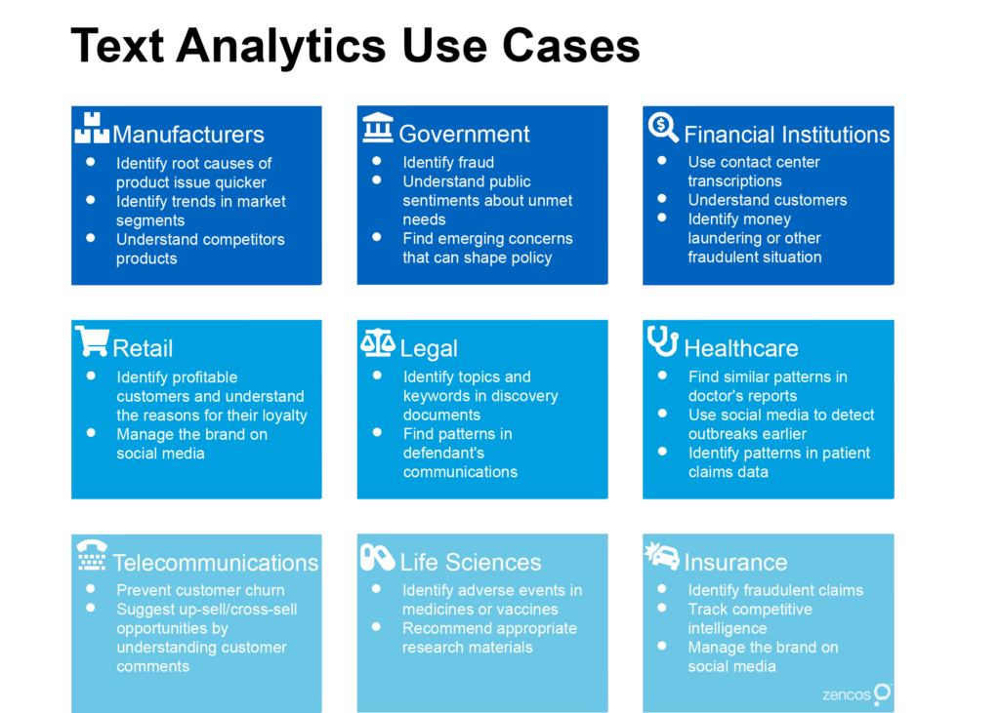 Text Analytics Use Cases
Manufacturers
● Identify root causes of
product issue quicker
● Identify trends in market
segments
● Understand competitors
products
Government
● Identify fraud
● Understand public
sentiments about unmet
needs
● Find emerging concerns
that can shape policy
Financial Institutions
● Use contact center
transcriptions
● Understand customers
● Identify money
laundering or other
fraudulent situation
Retail
● Identify profitable
customers and understand
the reasons for their loyalty
● Manage the brand on
social media
Legal
● Identify topics and
keywords in discovery
documents
● Find patterns in
defendant's
communications
Healthcare
● Find similar patterns in
doctor's reports
● Use social media to detect
outbreaks earlier
● Identify patterns in patient
claims data
Telecommunications
● Prevent customer churn
● Suggest up-sell/cross-sell
opportunities by
understanding customer
comments
Life Sciences
● Identify adverse events in
medicines or vaccines
● Recommend appropriate
research materials
Insurance
● Identify fraudulent claims
● Track competitive
intelligence
● Manage the brand on
social media
zencos